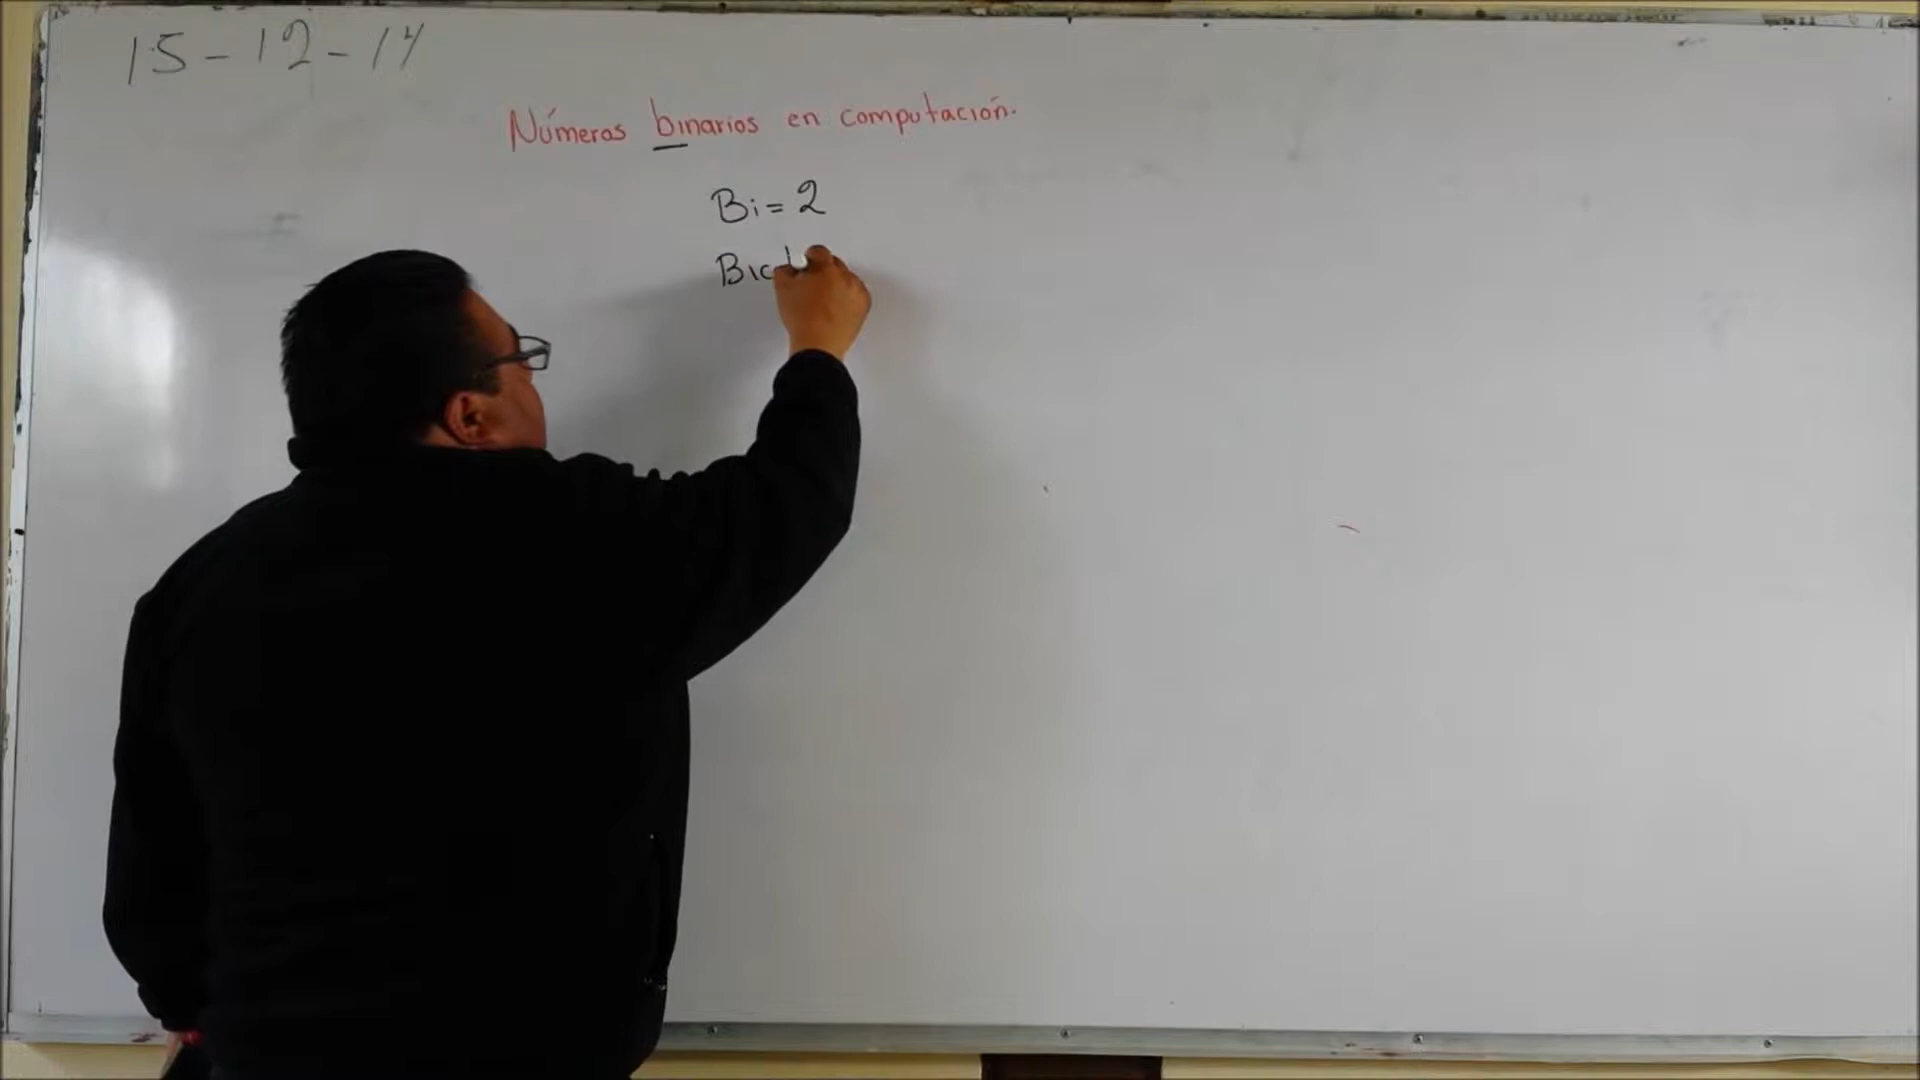 15-12-14
Números binarios en computación.
Bi = 2